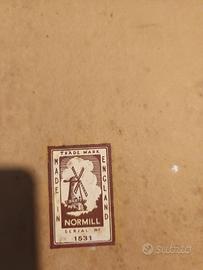 TRADE MARK
MADE IN
ENGLAND
NORMILL
SERIAL Nº
1531
subito